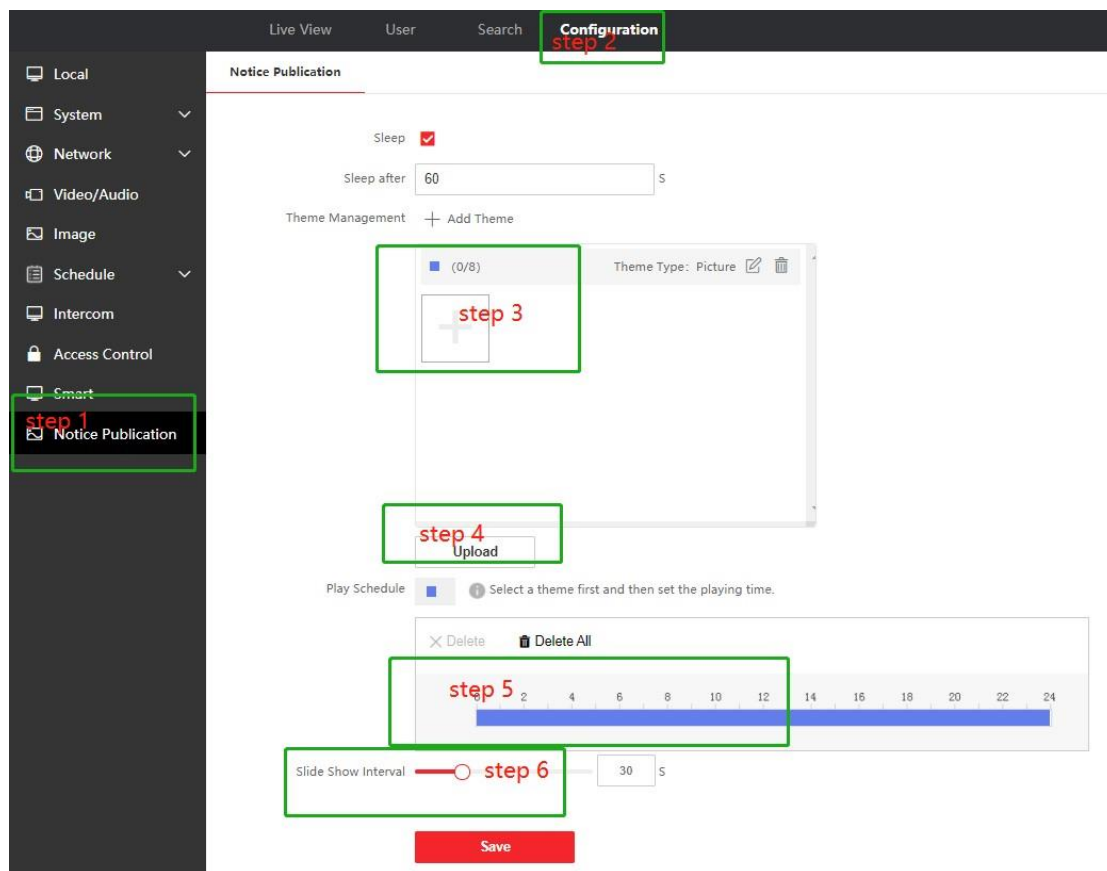 Live View User Search Configuration
step 2
Local
System
Network
Video/Audio
Image
Schedule
Intercom
Access Control
Smart
step 1
Notice Publication
Notice Publication
Sleep
Sleep after 60 S
Theme Management + Add Theme
(0/8) Theme Type: Picture
step 3
step 4
Upload
Play Schedule Select a theme first and then set the playing time.
Delete Delete All
step 5
0 2 4 6 8 10 12 14 16 18 20 22 24
Slide Show Interval step 6 30 S
Save